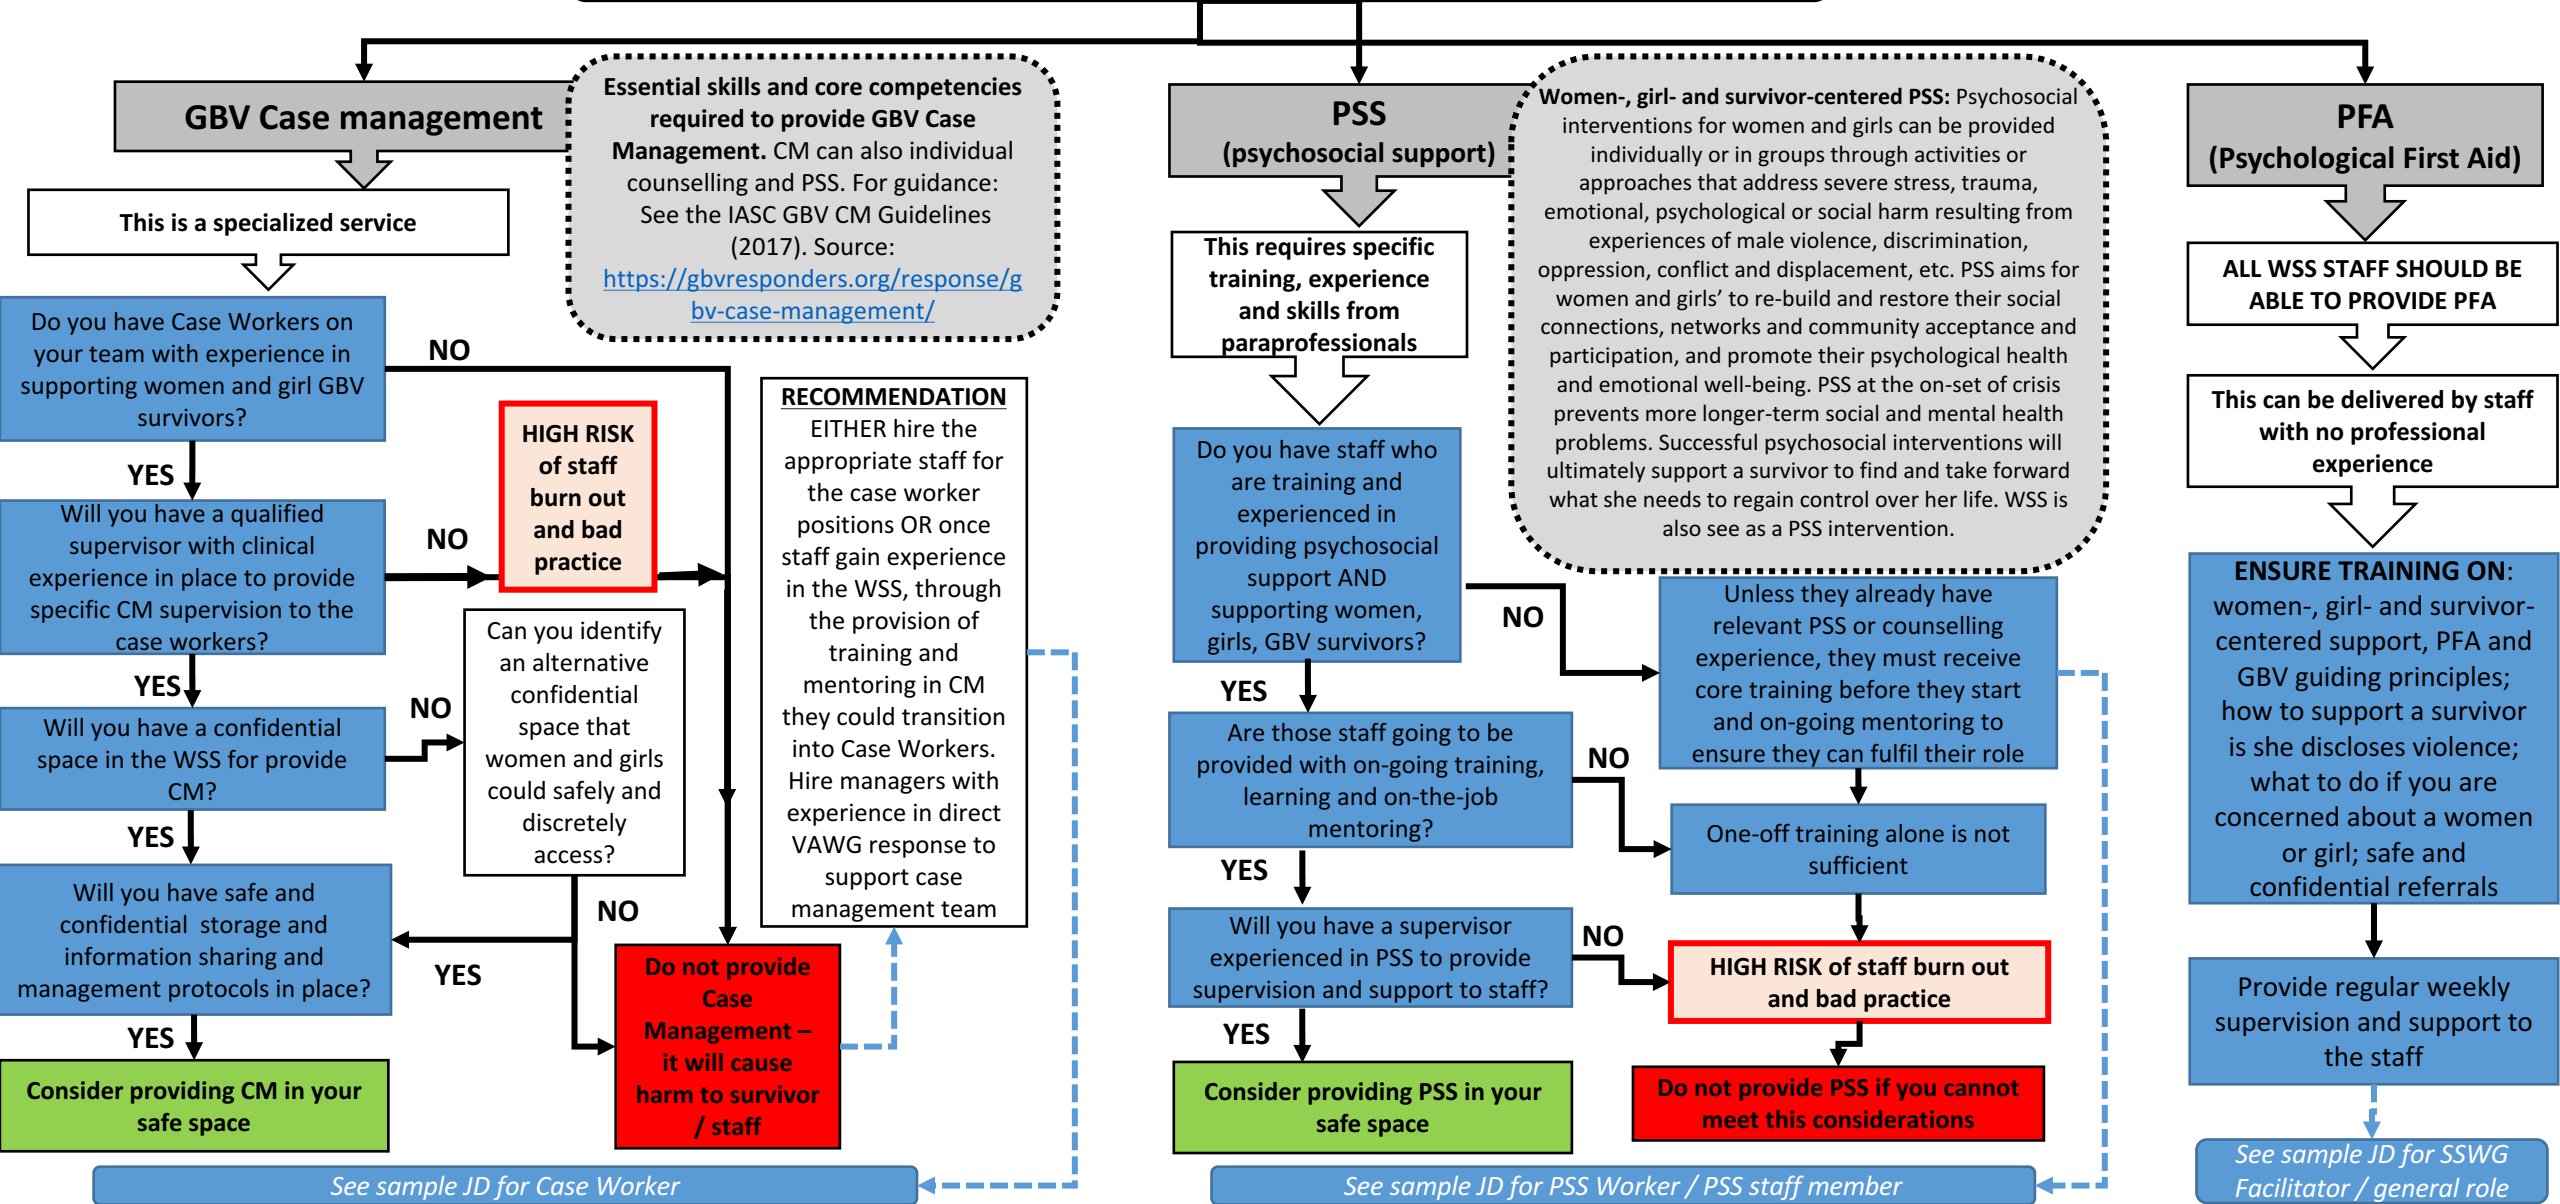 GBV Case management
This is a specialized service
Essential skills and core competencies
required to provide GBV Case
Management. CM can also individual
counselling and PSS. For guidance:
See the IASC GBV CM Guidelines
(2017). Source:
https://gbvresponders.org/response/g
bv-case-management/
Do you have Case Workers on
your team with experience in
supporting women and girl GBV
survivors?
NO
YES
Will you have a qualified
supervisor with clinical
experience in place to provide
specific CM supervision to the
case workers?
NO
HIGH RISK
of staff
burn out
and bad
practice
YES
Will you have a confidential
space in the WSS for provide
CM?
NO
Can you identify
an alternative
confidential
space that
women and girls
could safely and
discretely
access?
YES
NO
YES
Will you have safe and
confidential storage and
information sharing and
management protocols in place?
YES
Consider providing CM in your
safe space
Do not provide
Case
Management –
it will cause
harm to survivor
/ staff
RECOMMENDATION
EITHER hire the
appropriate staff for
the case worker
positions OR once
staff gain experience
in the WSS, through
the provision of
training and
mentoring in CM
they could transition
into Case Workers.
Hire managers with
experience in direct
VAWG response to
support case
management team
See sample JD for Case Worker
PSS
(psychosocial support)
This requires specific
training, experience
and skills from
paraprofessionals
Women-, girl- and survivor-centered PSS: Psychosocial
interventions for women and girls can be provided
individually or in groups through activities or
approaches that address severe stress, trauma,
emotional, psychological or social harm resulting from
experiences of male violence, discrimination,
oppression, conflict and displacement, etc. PSS aims for
women and girls’ to re-build and restore their social
connections, networks and community acceptance and
participation, and promote their psychological health
and emotional well-being. PSS at the on-set of crisis
prevents more longer-term social and mental health
problems. Successful psychosocial interventions will
ultimately support a survivor to find and take forward
what she needs to regain control over her life. WSS is
also see as a PSS intervention.
Do you have staff who
are training and
experienced in
providing psychosocial
support AND
supporting women,
girls, GBV survivors?
NO
Unless they already have
relevant PSS or counselling
experience, they must receive
core training before they start
and on-going mentoring to
ensure they can fulfil their role
YES
Are those staff going to be
provided with on-going training,
learning and on-the-job
mentoring?
NO
One-off training alone is not
sufficient
YES
Will you have a supervisor
experienced in PSS to provide
supervision and support to staff?
NO
HIGH RISK of staff burn out
and bad practice
YES
Consider providing PSS in your
safe space
Do not provide PSS if you cannot
meet this considerations
See sample JD for PSS Worker / PSS staff member
PFA
(Psychological First Aid)
ALL WSS STAFF SHOULD BE
ABLE TO PROVIDE PFA
This can be delivered by staff
with no professional
experience
ENSURE TRAINING ON:
women-, girl- and survivor-
centered support, PFA and
GBV guiding principles;
how to support a survivor
is she discloses violence;
what to do if you are
concerned about a women
or girl; safe and
confidential referrals
Provide regular weekly
supervision and support to
the staff
See sample JD for SSWG
Facilitator / general role